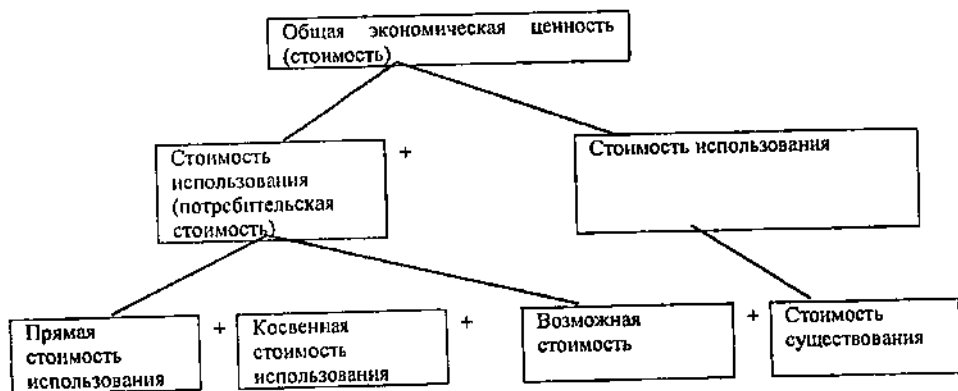 Общая экономическая ценность
(стоимость)
Стоимость
использования
(потребительская
стоимость)
+
Стоимость использования
Прямая
стоимость
использования
+
Косвенная
стоимость
использования
+
Возможная
стоимость
+
Стоимость
существования